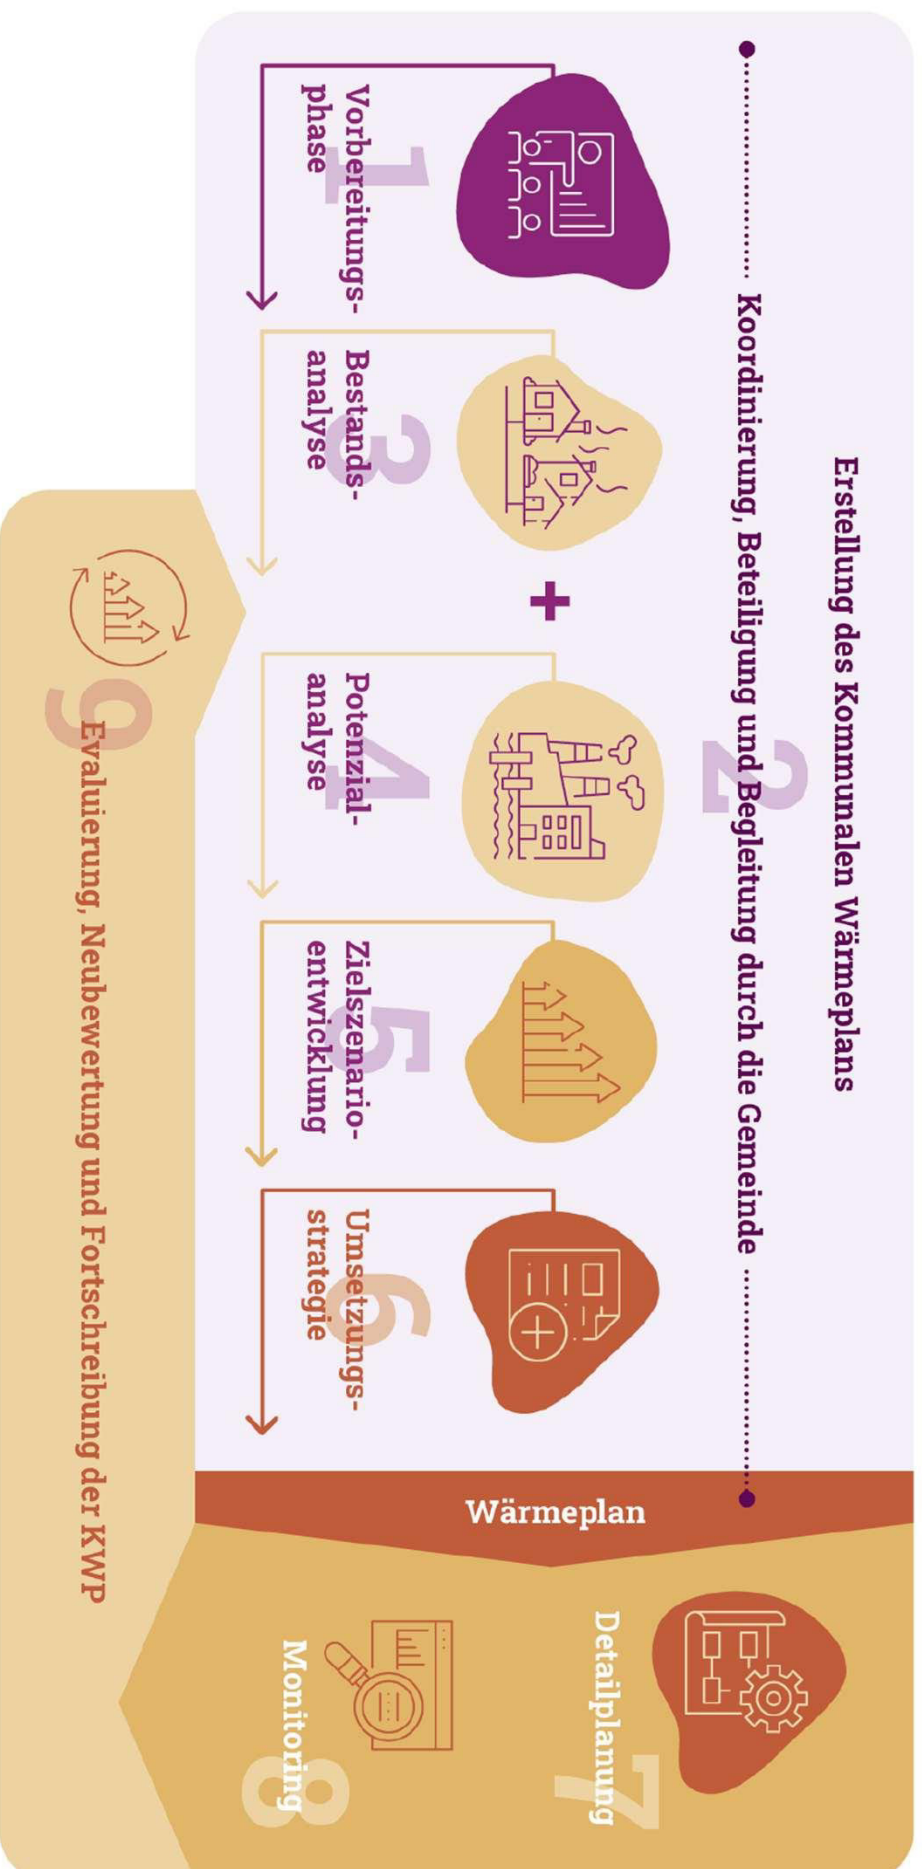 Erstellung des Kommunalen Wärmeplans
2
Koordinierung, Beteiligung und Begleitung durch die Gemeinde
1
Vorbereitungs-
phase
3
Bestands-
analyse
+
4
Potenzial-
analyse
5
Zielszenario-
entwicklung
6
Umsetzungs-
strategie
Wärmeplan
7
Detailplanung
8
Monitoring
9
Evaluierung, Neubewertung und Fortschreibung der KWP